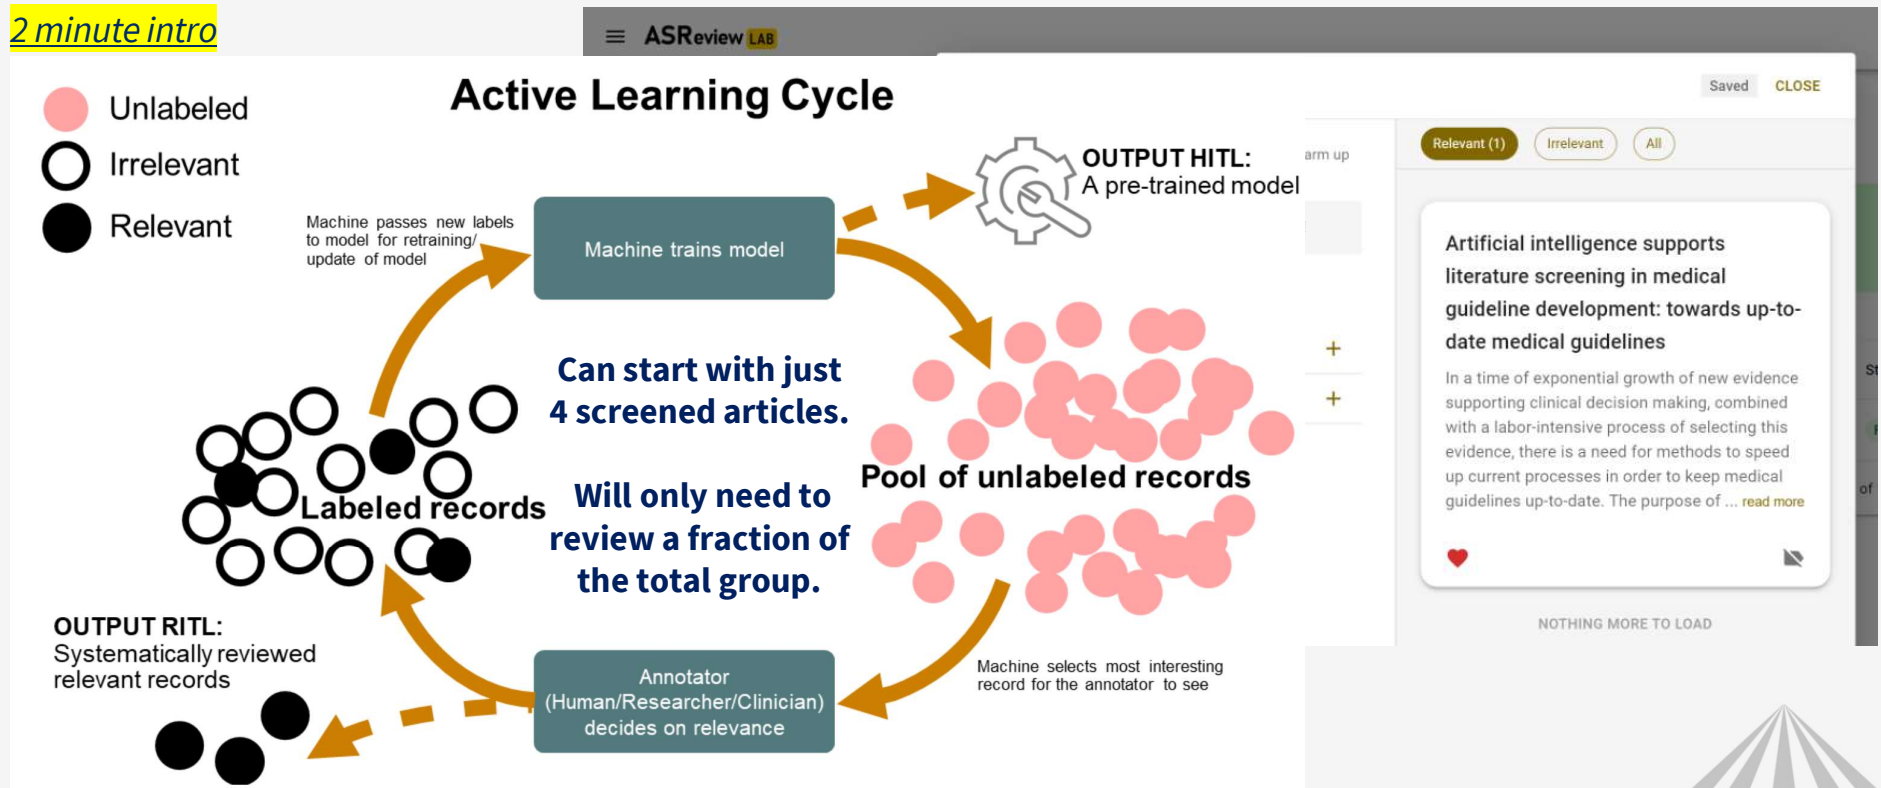 2 minute intro
ASReview LAB
Active Learning Cycle
Unlabeled
Irrelevant
Relevant
Machine passes new labels
to model for retraining/
update of model
Machine trains model
OUTPUT HITL:
A pre-trained model
Can start with just
4 screened articles.
Will only need to
review a fraction of
the total group.
Labeled records
Pool of unlabeled records
OUTPUT RITL:
Systematically reviewed
relevant records
Annotator
(Human/Researcher/Clinician)
decides on relevance
Machine selects most interesting
record for the annotator to see
Saved CLOSE
arm up
Relevant (1) Irrelevant All
Artificial intelligence supports
literature screening in medical
guideline development: towards up-to-
date medical guidelines
In a time of exponential growth of new evidence
supporting clinical decision making, combined
with a labor-intensive process of selecting this
evidence, there is a need for methods to speed
up current processes in order to keep medical
guidelines up-to-date. The purpose of ... read more
NOTHING MORE TO LOAD
St
of